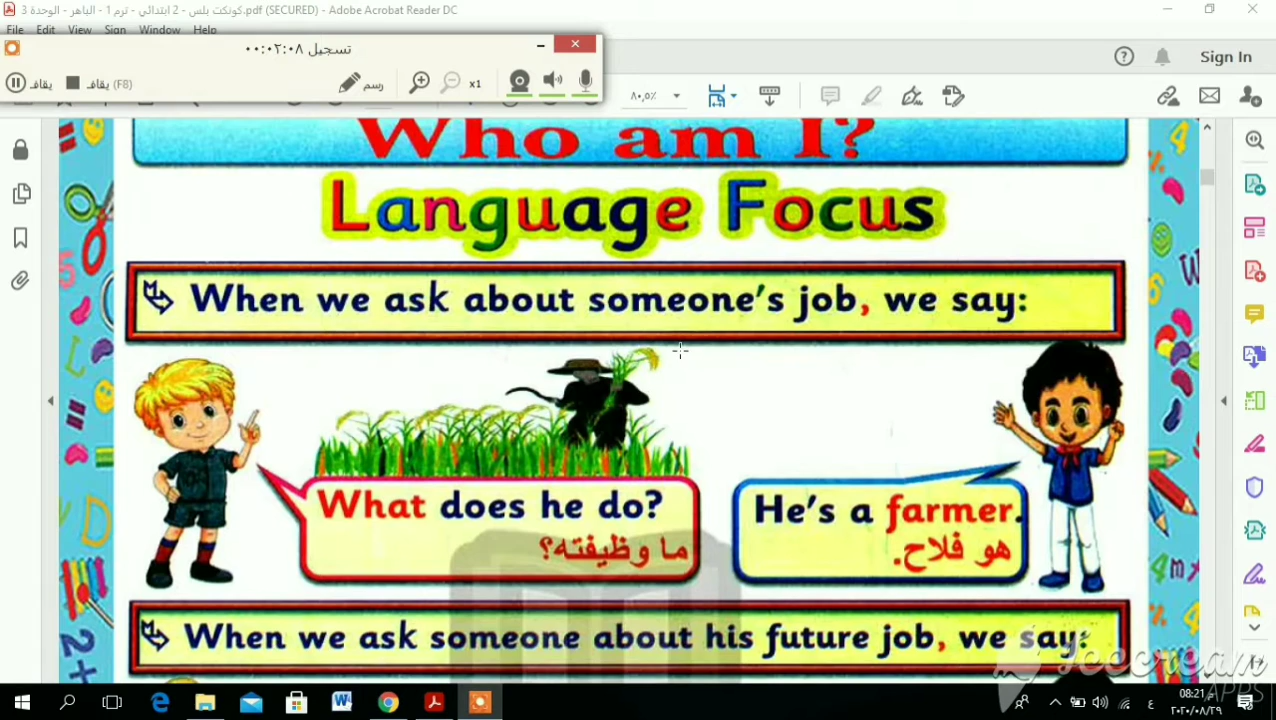 كونكت بلس - 2 ابتدائي - ترم 1 - الباهر - الوحدة 3.pdf (SECURED) - Adobe Acrobat Reader DC
File Edit View Sign Window Help
تسجيل ٠٠:٠٢:٠٨
يقاف
يقاف (F8)
رسم
x1
٨٠,٥٪
Sign In
Who am I?
Language Focus
When we ask about someone's job, we say:
What does he do?
ما وظيفته؟
He's a farmer.
هو فلاح.
When we ask someone about his future job, we say:
Icecream
APPS
08:21 م
٢٠٢٠/٠٨/٢٩